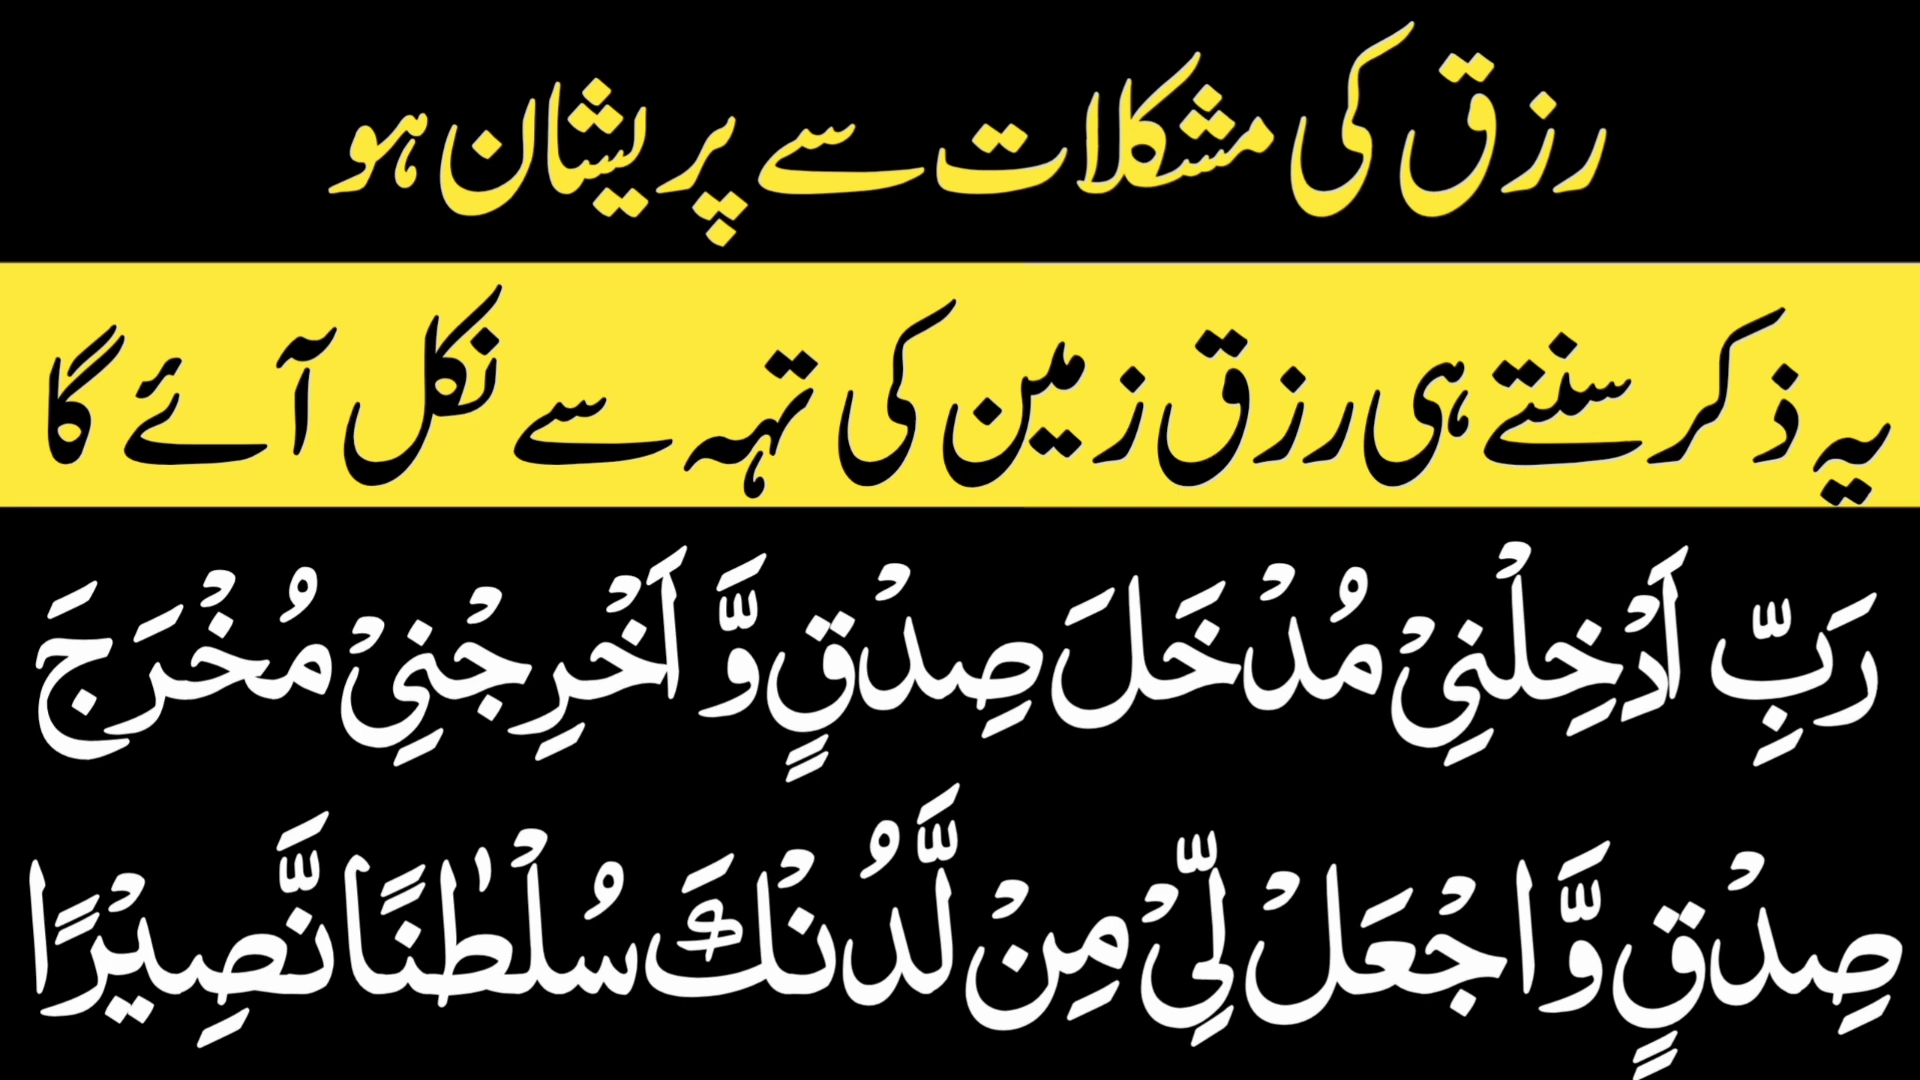 رزق کی مشکلات سے پریشان ہو
یہ ذکر سنتے ہی رزق زمین کی تہہ سے نکل آئے گا
رَبِّ اَدْخِلْنِیْ مُدْخَلَ صِدْقٍ وَّ اَخْرِجْنِیْ مُخْرَجَ
صِدْقٍ وَّ اجْعَلْ لِّیْ مِنْ لَّدُنْكَ سُلْطٰنًا نَّصِیْرًا